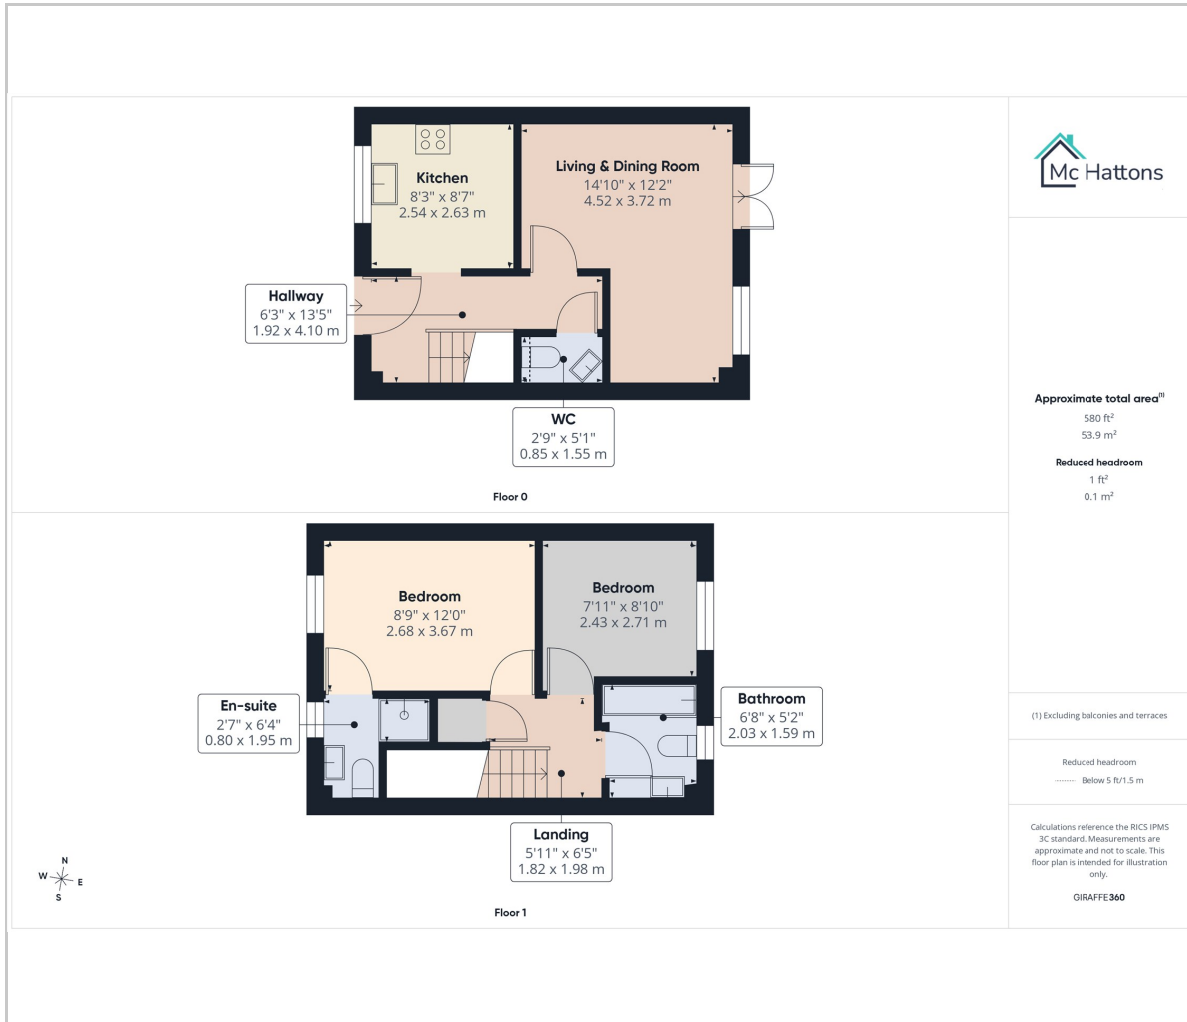 Kitchen
8'3" x 8'7"
2.54 x 2.63 m
Living & Dining Room
14'10" x 12'2"
4.52 x 3.72 m
Hallway
6'3" x 13'5"
1.92 x 4.10 m
WC
2'9" x 5'1"
0.85 x 1.55 m
Floor 0
Bedroom
8'9" x 12'0"
2.68 x 3.67 m
Bedroom
7'11" x 8'10"
2.43 x 2.71 m
En-suite
2'7" x 6'4"
0.80 x 1.95 m
Bathroom
6'8" x 5'2"
2.03 x 1.59 m
Landing
5'11" x 6'5"
1.82 x 1.98 m
N
W E
S
Floor 1
Mc Hattons
Approximate total area⁽¹⁾
580 ft²
53.9 m²
Reduced headroom
1 ft²
0.1 m²
(1) Excluding balconies and terraces
Reduced headroom
Below 5 ft/1.5 m
Calculations reference the RICS IPMS
3C standard. Measurements are
approximate and not to scale. This
floor plan is intended for illustration
only.
GIRAFFE360